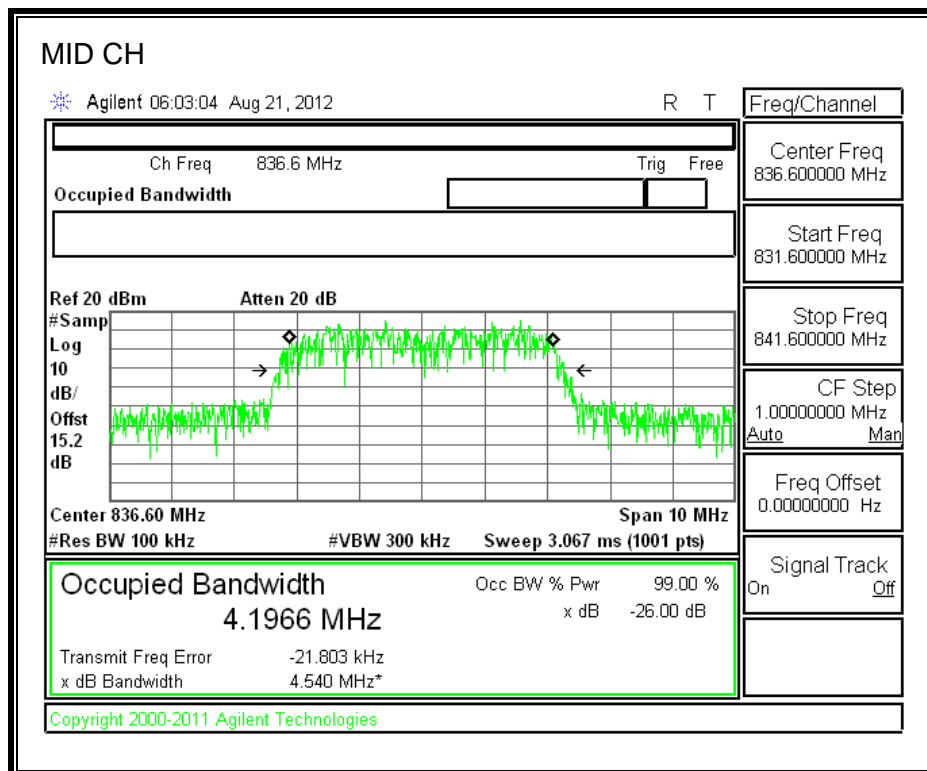 MID CH
Agilent 06:03:04 Aug 21, 2012 R T
Ch Freq 836.6 MHz Trig Free
Occupied Bandwidth
Ref 20 dBm Atten 20 dB
#Samp
Log
10
dB/
Offst
15.2
dB
Center 836.60 MHz Span 10 MHz
#Res BW 100 kHz #VBW 300 kHz Sweep 3.067 ms (1001 pts)
Occupied Bandwidth Occ BW % Pwr 99.00 %
4.1966 MHz x dB -26.00 dB
Transmit Freq Error -21.803 kHz
x dB Bandwidth 4.540 MHz*
Copyright 2000-2011 Agilent Technologies
Freq/Channel
Center Freq
836.600000 MHz
Start Freq
831.600000 MHz
Stop Freq
841.600000 MHz
CF Step
1.00000000 MHz
Auto Man
Freq Offset
0.00000000 Hz
Signal Track
On Off